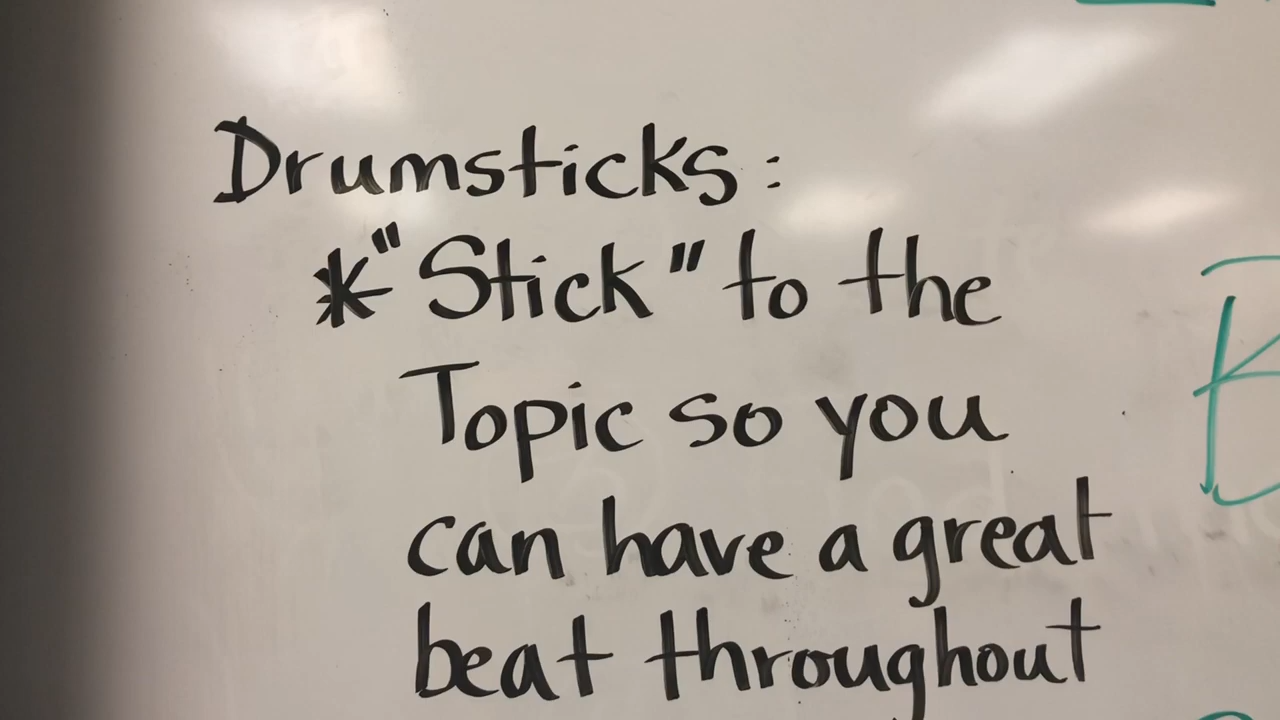 Drumsticks:
*"Stick" to the
Topic so you
can have a great
beat throughout